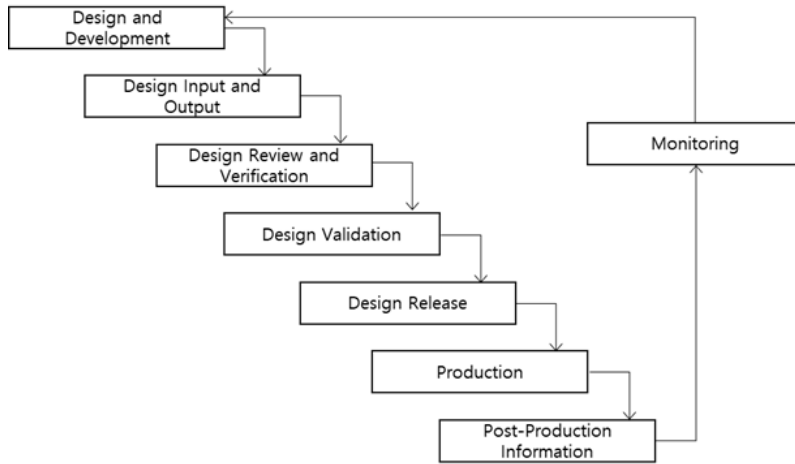 Design and
Development
Design Input and
Output
Design Review and
Verification
Monitoring
Design Validation
Design Release
Production
Post-Production
Information